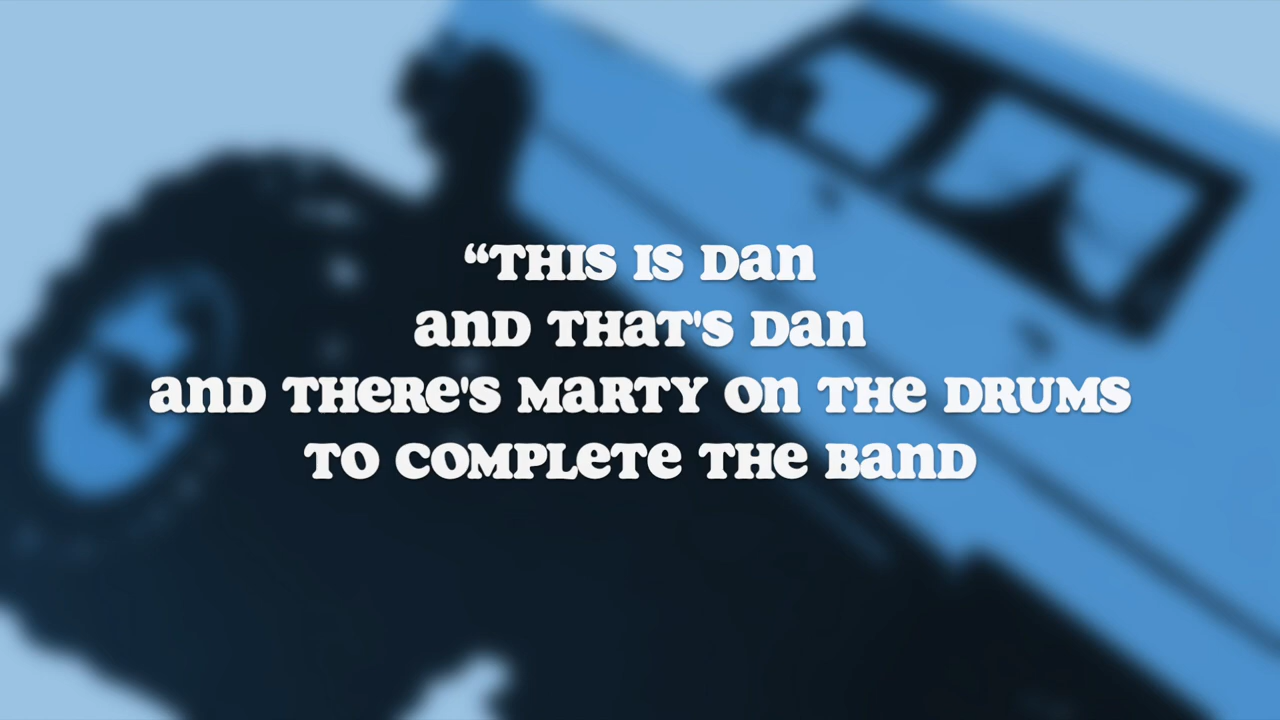 “THIS IS Dan
anD THaT'S Dan
anD THeRe'S MaRTY On THe DRUMS
TO COMPLeTe THe BanD